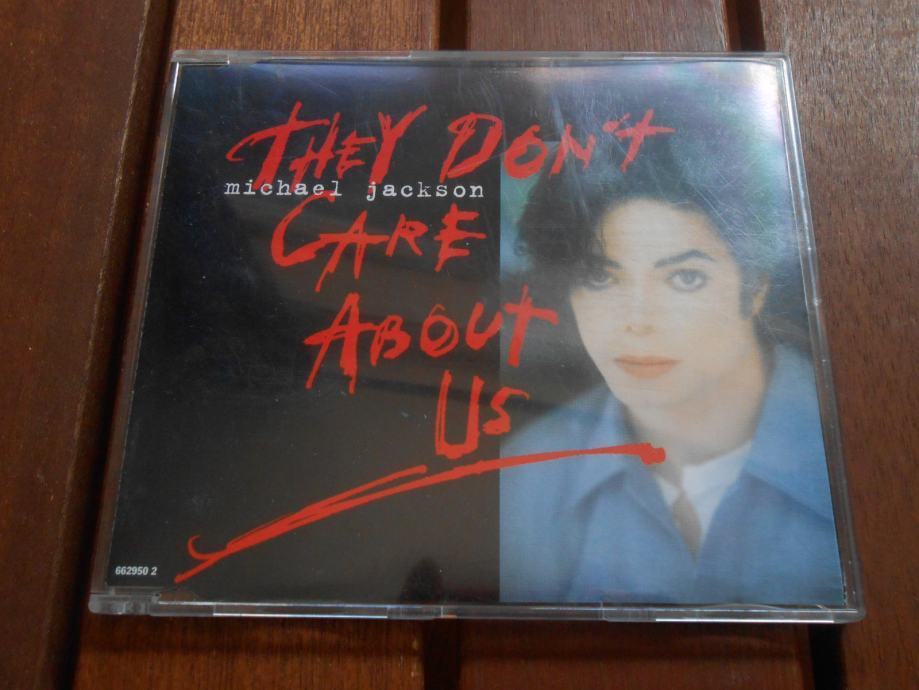 THEY DON'T
michael jackson
CARE
ABOUT
US
662950 2